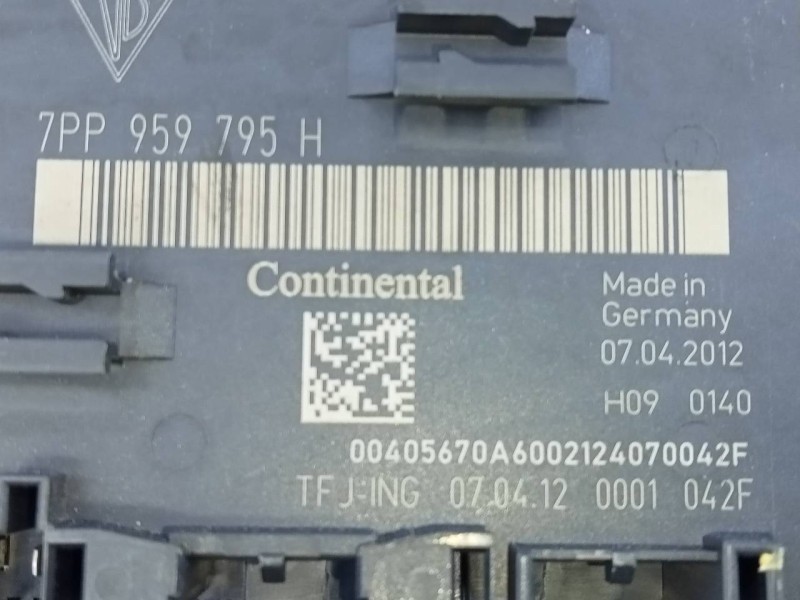 7PP 959 795 H
Continental
Made in
Germany
07.04.2012
H09 0140
00405670A6002124070042F
TFJ-ING 07.04.12 0001 042F